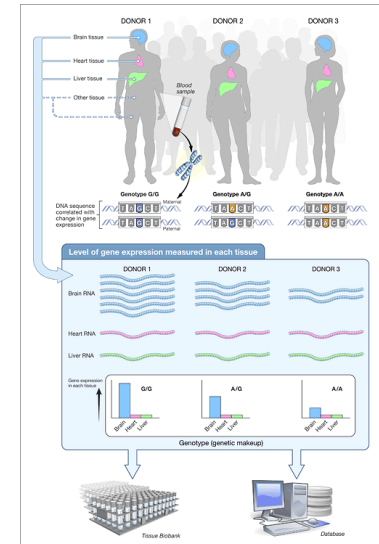 DONOR 1
DONOR 2
DONOR 3
Brain tissue
Heart tissue
Liver tissue
Other tissue
Blood
sample
Genotype G/G
Genotype A/G
Genotype A/A
Maternal
DNA sequence
correlated with
change in gene
expression
T A G C T
T A A C T
T A A C T
T A G C T
T A G C T
T A A C T
Paternal
Level of gene expression measured in each tissue
DONOR 1
DONOR 2
DONOR 3
Brain RNA
Heart RNA
Liver RNA
Gene expression
in each tissue
G/G
A/G
A/A
Brain
Heart
Liver
Brain
Heart
Liver
Brain
Heart
Liver
Genotype (genetic makeup)
Tissue Biobank
Database